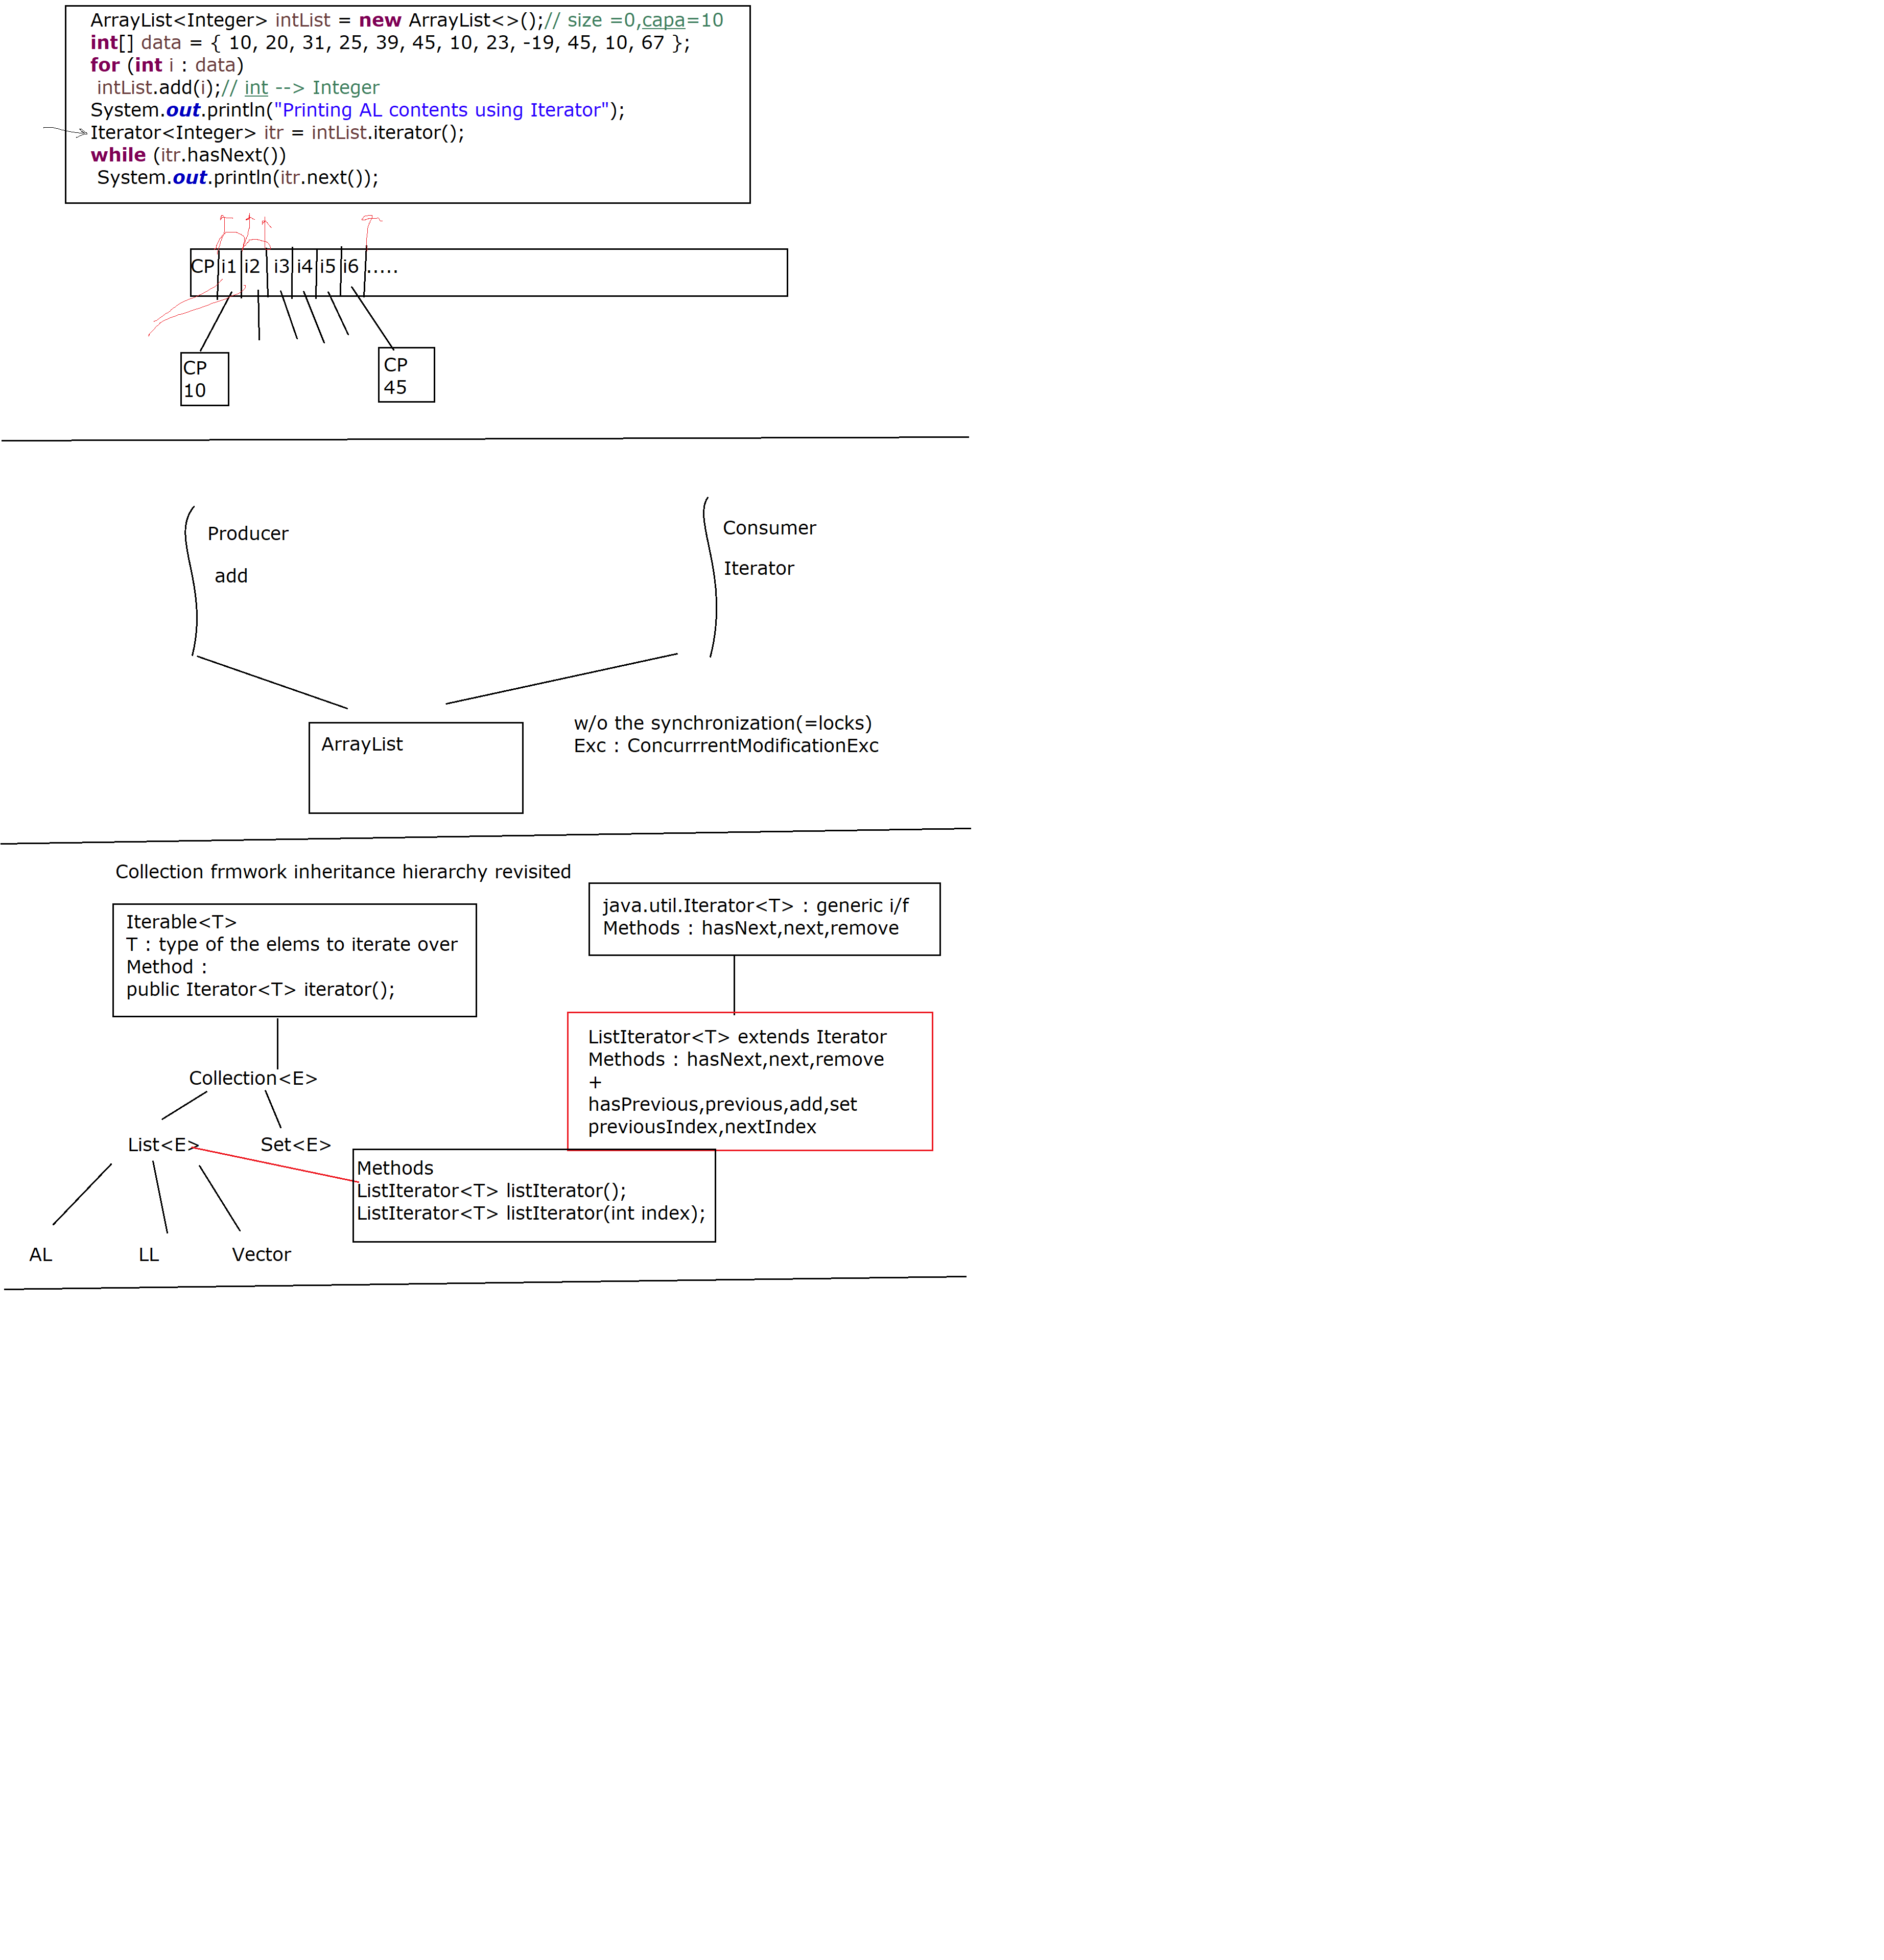 ArrayList<Integer> intList = new ArrayList<>();// size =0,capa=10
int[] data = { 10, 20, 31, 25, 39, 45, 10, 23, -19, 45, 10, 67 };
for (int i : data)
intList.add(i);// int --> Integer
System.out.println("Printing AL contents using Iterator");
Iterator<Integer> itr = intList.iterator();
while (itr.hasNext())
System.out.println(itr.next());
CP i1 i2 i3 i4 i5 i6 .....
CP
10
CP
45
Producer
add
Consumer
Iterator
ArrayList
w/o the synchronization(=locks)
Exc : ConcurrrentModificationExc
Collection frmwork inheritance hierarchy revisited
Iterable<T>
T : type of the elems to iterate over
Method :
public Iterator<T> iterator();
java.util.Iterator<T> : generic i/f
Methods : hasNext,next,remove
ListIterator<T> extends Iterator
Methods : hasNext,next,remove
+
hasPrevious,previous,add,set
previousIndex,nextIndex
Collection<E>
List<E> Set<E>
Methods
ListIterator<T> listIterator();
ListIterator<T> listIterator(int index);
AL LL Vector